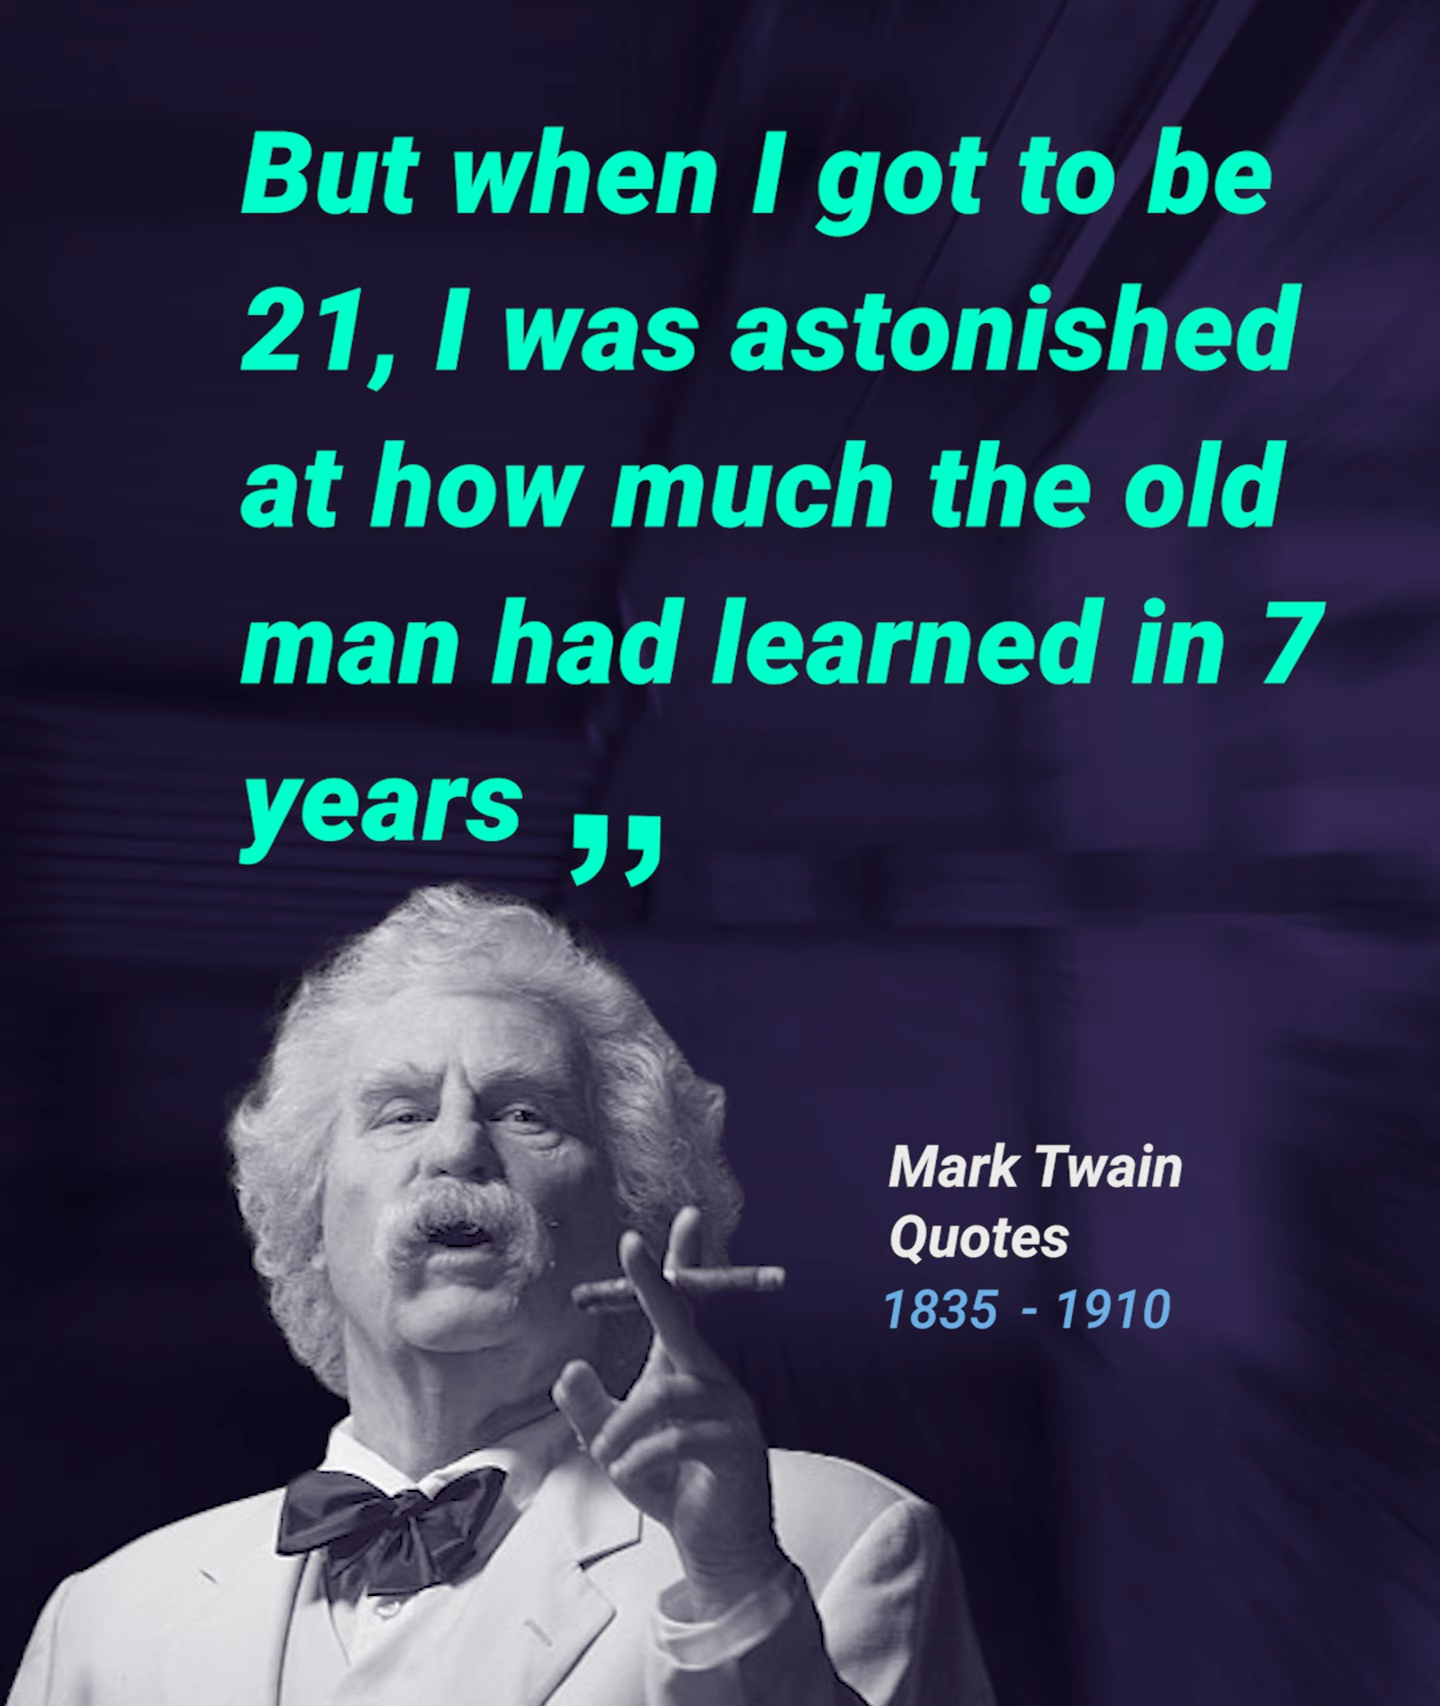 But when I got to be
21, I was astonished
at how much the old
man had learned in 7
years ”
Mark Twain
Quotes
1835 - 1910